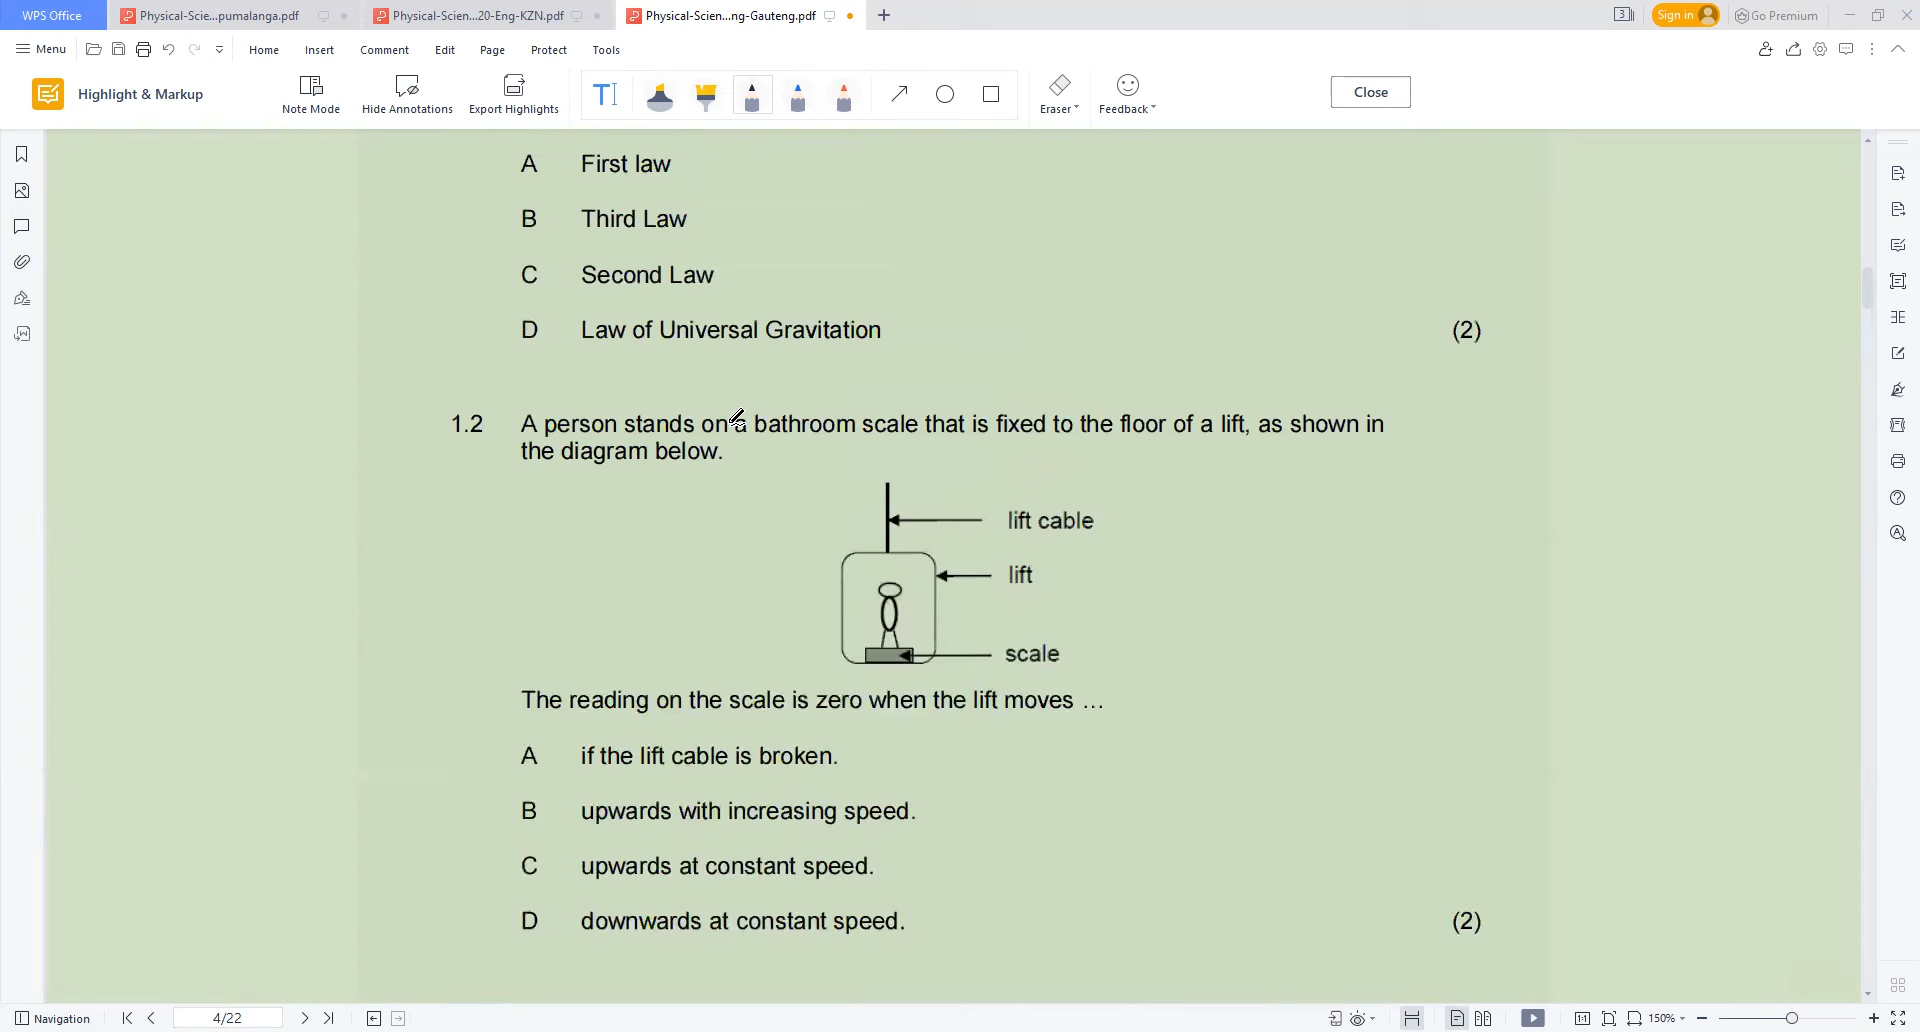 WPS Office
Physical-Scie...pumalanga.pdf
Physical-Scien...20-Eng-KZN.pdf
Physical-Scien...ng-Gauteng.pdf
3
Sign in
Go Premium
Menu
Home
Insert
Comment
Edit
Page
Protect
Tools
Highlight & Markup
Note Mode
Hide Annotations
Export Highlights
Eraser
Feedback
Close
A First law
B Third Law
C Second Law
D Law of Universal Gravitation (2)
1.2 A person stands on a bathroom scale that is fixed to the floor of a lift, as shown in
the diagram below.
lift cable
lift
scale
The reading on the scale is zero when the lift moves …
A if the lift cable is broken.
B upwards with increasing speed.
C upwards at constant speed.
D downwards at constant speed. (2)
Navigation
4/22
150%